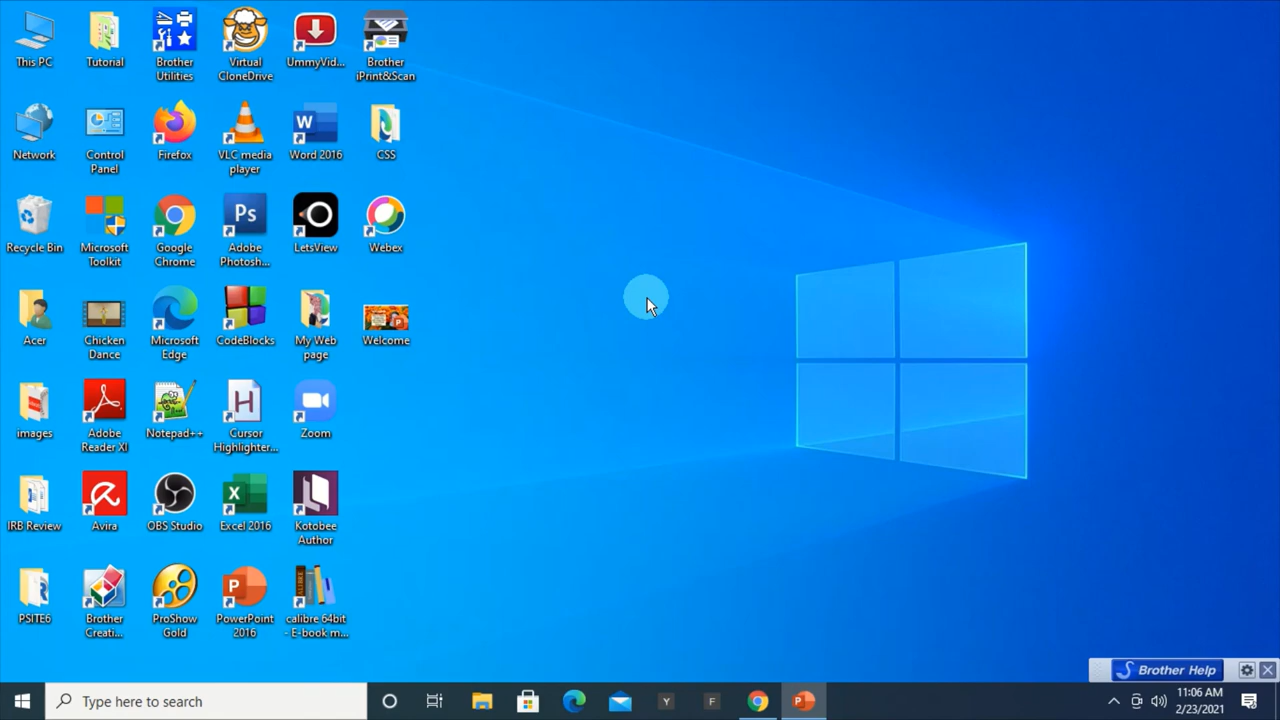 This PC
Tutorial
Brother
Utilities
Virtual
CloneDrive
UmmyVid...
Brother
iPrint&Scan
Network
Control
Panel
Firefox
VLC media
player
W
Word 2016
CSS
Recycle Bin
Microsoft
Toolkit
Google
Chrome
Ps
Adobe
Photosh...
LetsView
Webex
Acer
Chicken
Dance
Microsoft
Edge
CodeBlocks
My Web
page
P
Welcome
images
Adobe
Reader XI
Notepad++
H
Cursor
Highlighter...
Zoom
IRB Review
Avira
OBS Studio
X
Excel 2016
Kotobee
Author
PSITE6
Brother
Creati...
ProShow
Gold
P
PowerPoint
2016
calibre 64bit
- E-book m...
Brother Help
Type here to search
Y
F
P
11:06 AM
2/23/2021